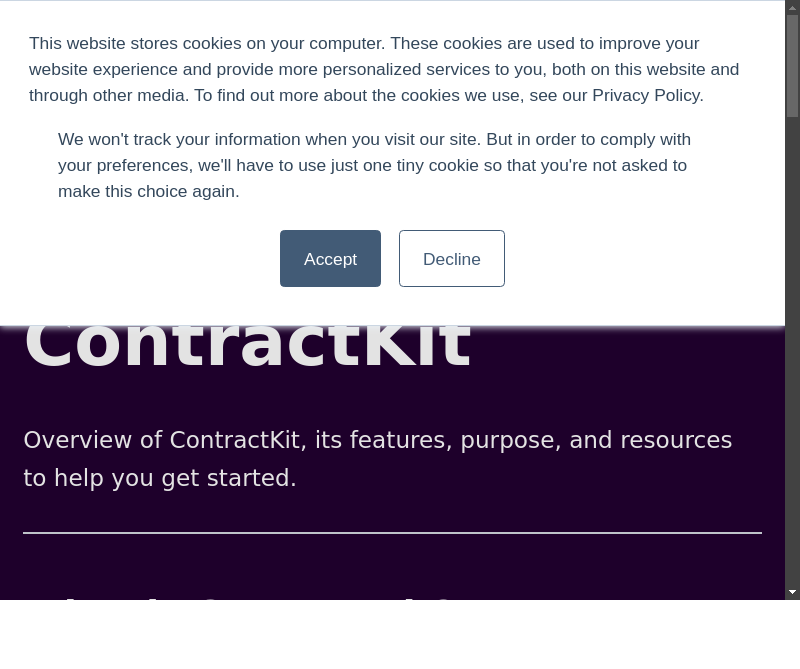 This website stores cookies on your computer. These cookies are used to improve your
website experience and provide more personalized services to you, both on this website and
through other media. To find out more about the cookies we use, see our Privacy Policy.
We won't track your information when you visit our site. But in order to comply with
your preferences, we'll have to use just one tiny cookie so that you're not asked to
make this choice again.
Accept
Decline
ContractKit
Overview of ContractKit, its features, purpose, and resources
to help you get started.